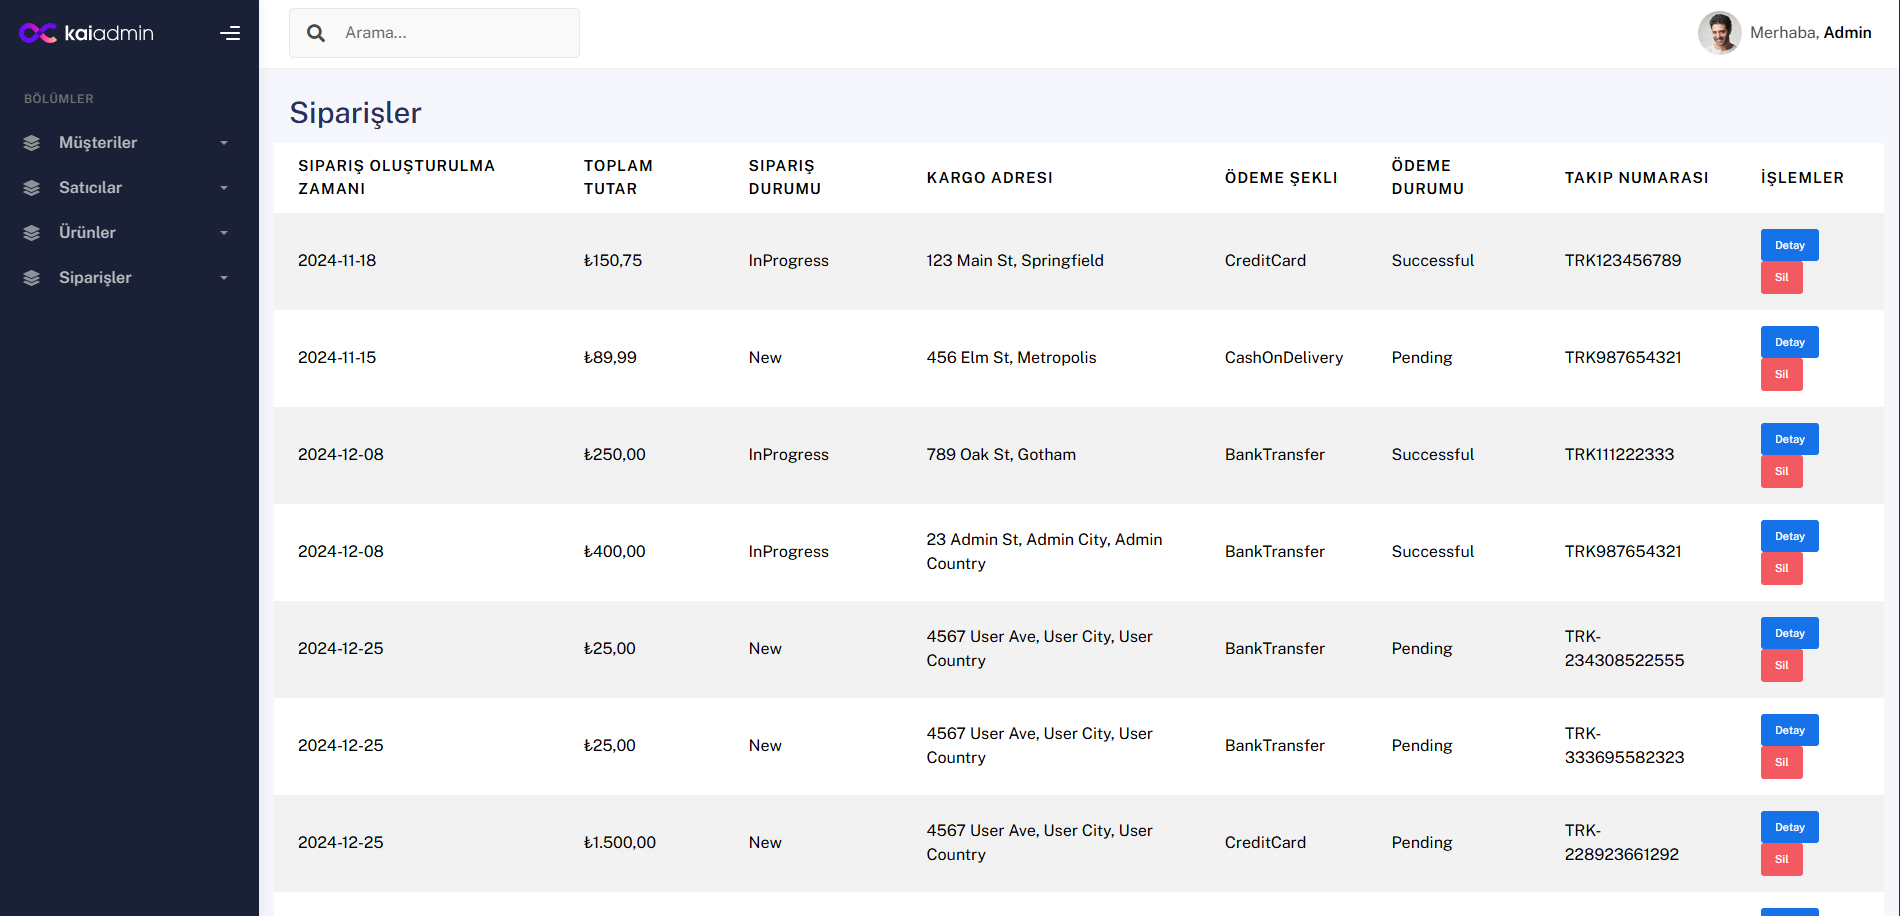 kaiadmin
Arama...
Merhaba, Admin
BÖLÜMLER
Müşteriler
Satıcılar
Ürünler
Siparişler
Siparişler
SIPARIŞ OLUŞTURULMA
ZAMANI
TOPLAM
TUTAR
SIPARIŞ
DURUMU
KARGO ADRESI
ÖDEME ŞEKLI
ÖDEME
DURUMU
TAKIP NUMARASI
İŞLEMLER
2024-11-18
₺150,75
InProgress
123 Main St, Springfield
CreditCard
Successful
TRK123456789
Detay
Sil
2024-11-15
₺89,99
New
456 Elm St, Metropolis
CashOnDelivery
Pending
TRK987654321
Detay
Sil
2024-12-08
₺250,00
InProgress
789 Oak St, Gotham
BankTransfer
Successful
TRK111222333
Detay
Sil
2024-12-08
₺400,00
InProgress
23 Admin St, Admin City, Admin
Country
BankTransfer
Successful
TRK987654321
Detay
Sil
2024-12-25
₺25,00
New
4567 User Ave, User City, User
Country
BankTransfer
Pending
TRK-
234308522555
Detay
Sil
2024-12-25
₺25,00
New
4567 User Ave, User City, User
Country
BankTransfer
Pending
TRK-
333695582323
Detay
Sil
2024-12-25
₺1.500,00
New
4567 User Ave, User City, User
Country
CreditCard
Pending
TRK-
228923661292
Detay
Sil